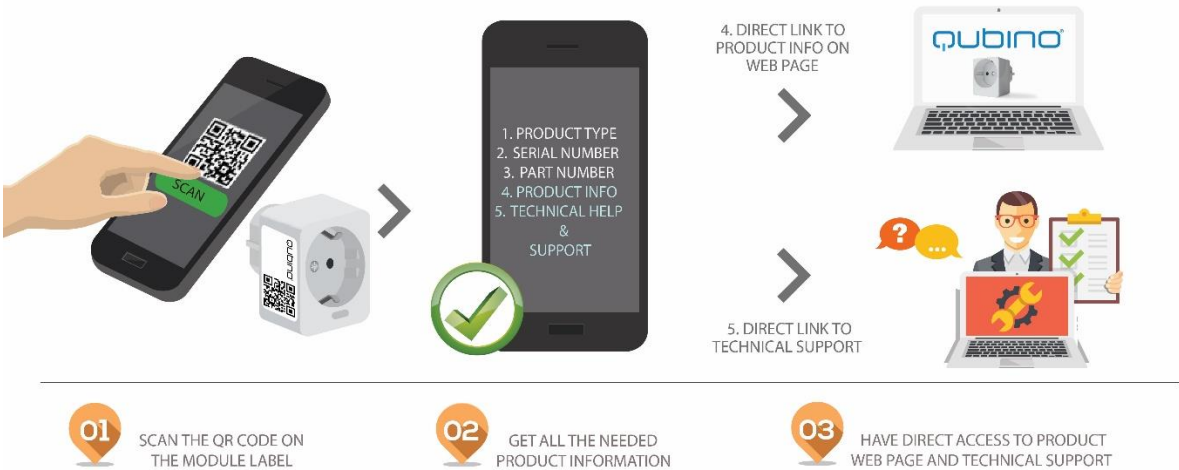 SCAN
QUBINO
1. PRODUCT TYPE
2. SERIAL NUMBER
3. PART NUMBER
4. PRODUCT INFO
5. TECHNICAL HELP
&
SUPPORT
4. DIRECT LINK TO
PRODUCT INFO ON
WEB PAGE
QUBINO®
?
...
5. DIRECT LINK TO
TECHNICAL SUPPORT
01
SCAN THE QR CODE ON
THE MODULE LABEL
02
GET ALL THE NEEDED
PRODUCT INFORMATION
03
HAVE DIRECT ACCESS TO PRODUCT
WEB PAGE AND TECHNICAL SUPPORT